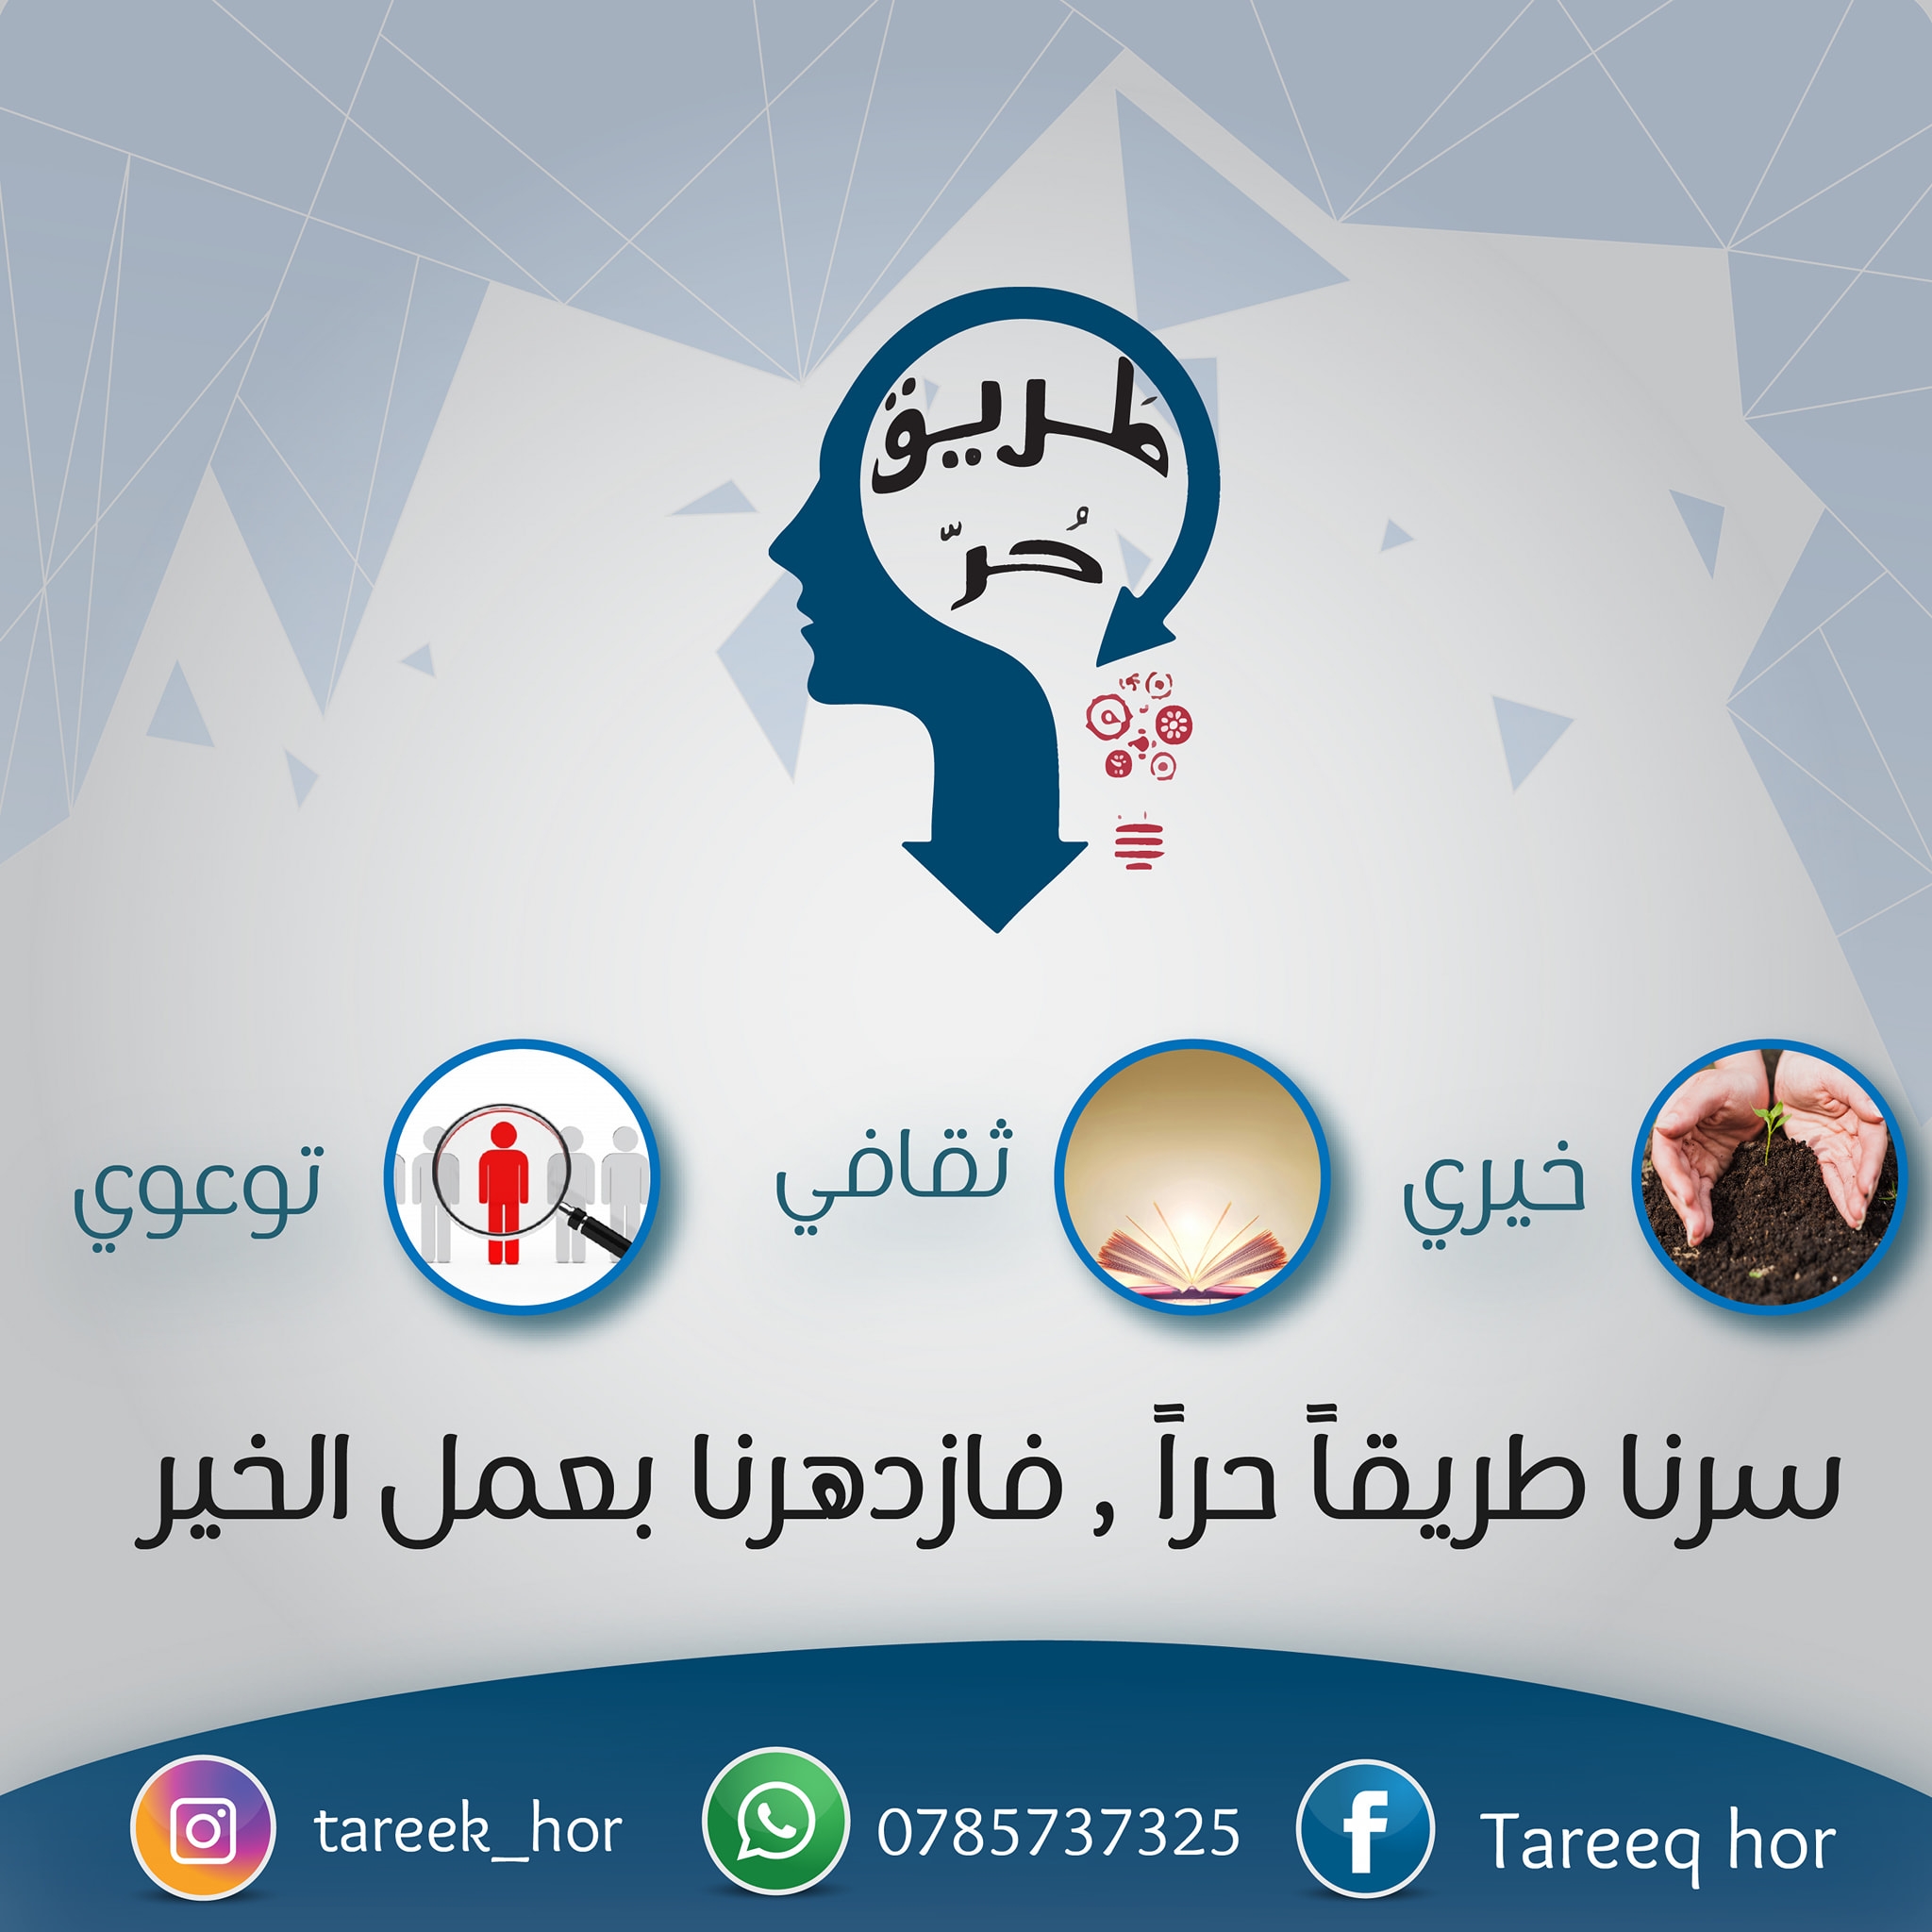 طريق
حُرّ
خيري
ثقافي
توعوي
سرنا طريقاً حراً , فازدهرنا بعمل الخير
tareek_hor
0785737325
Tareeq hor